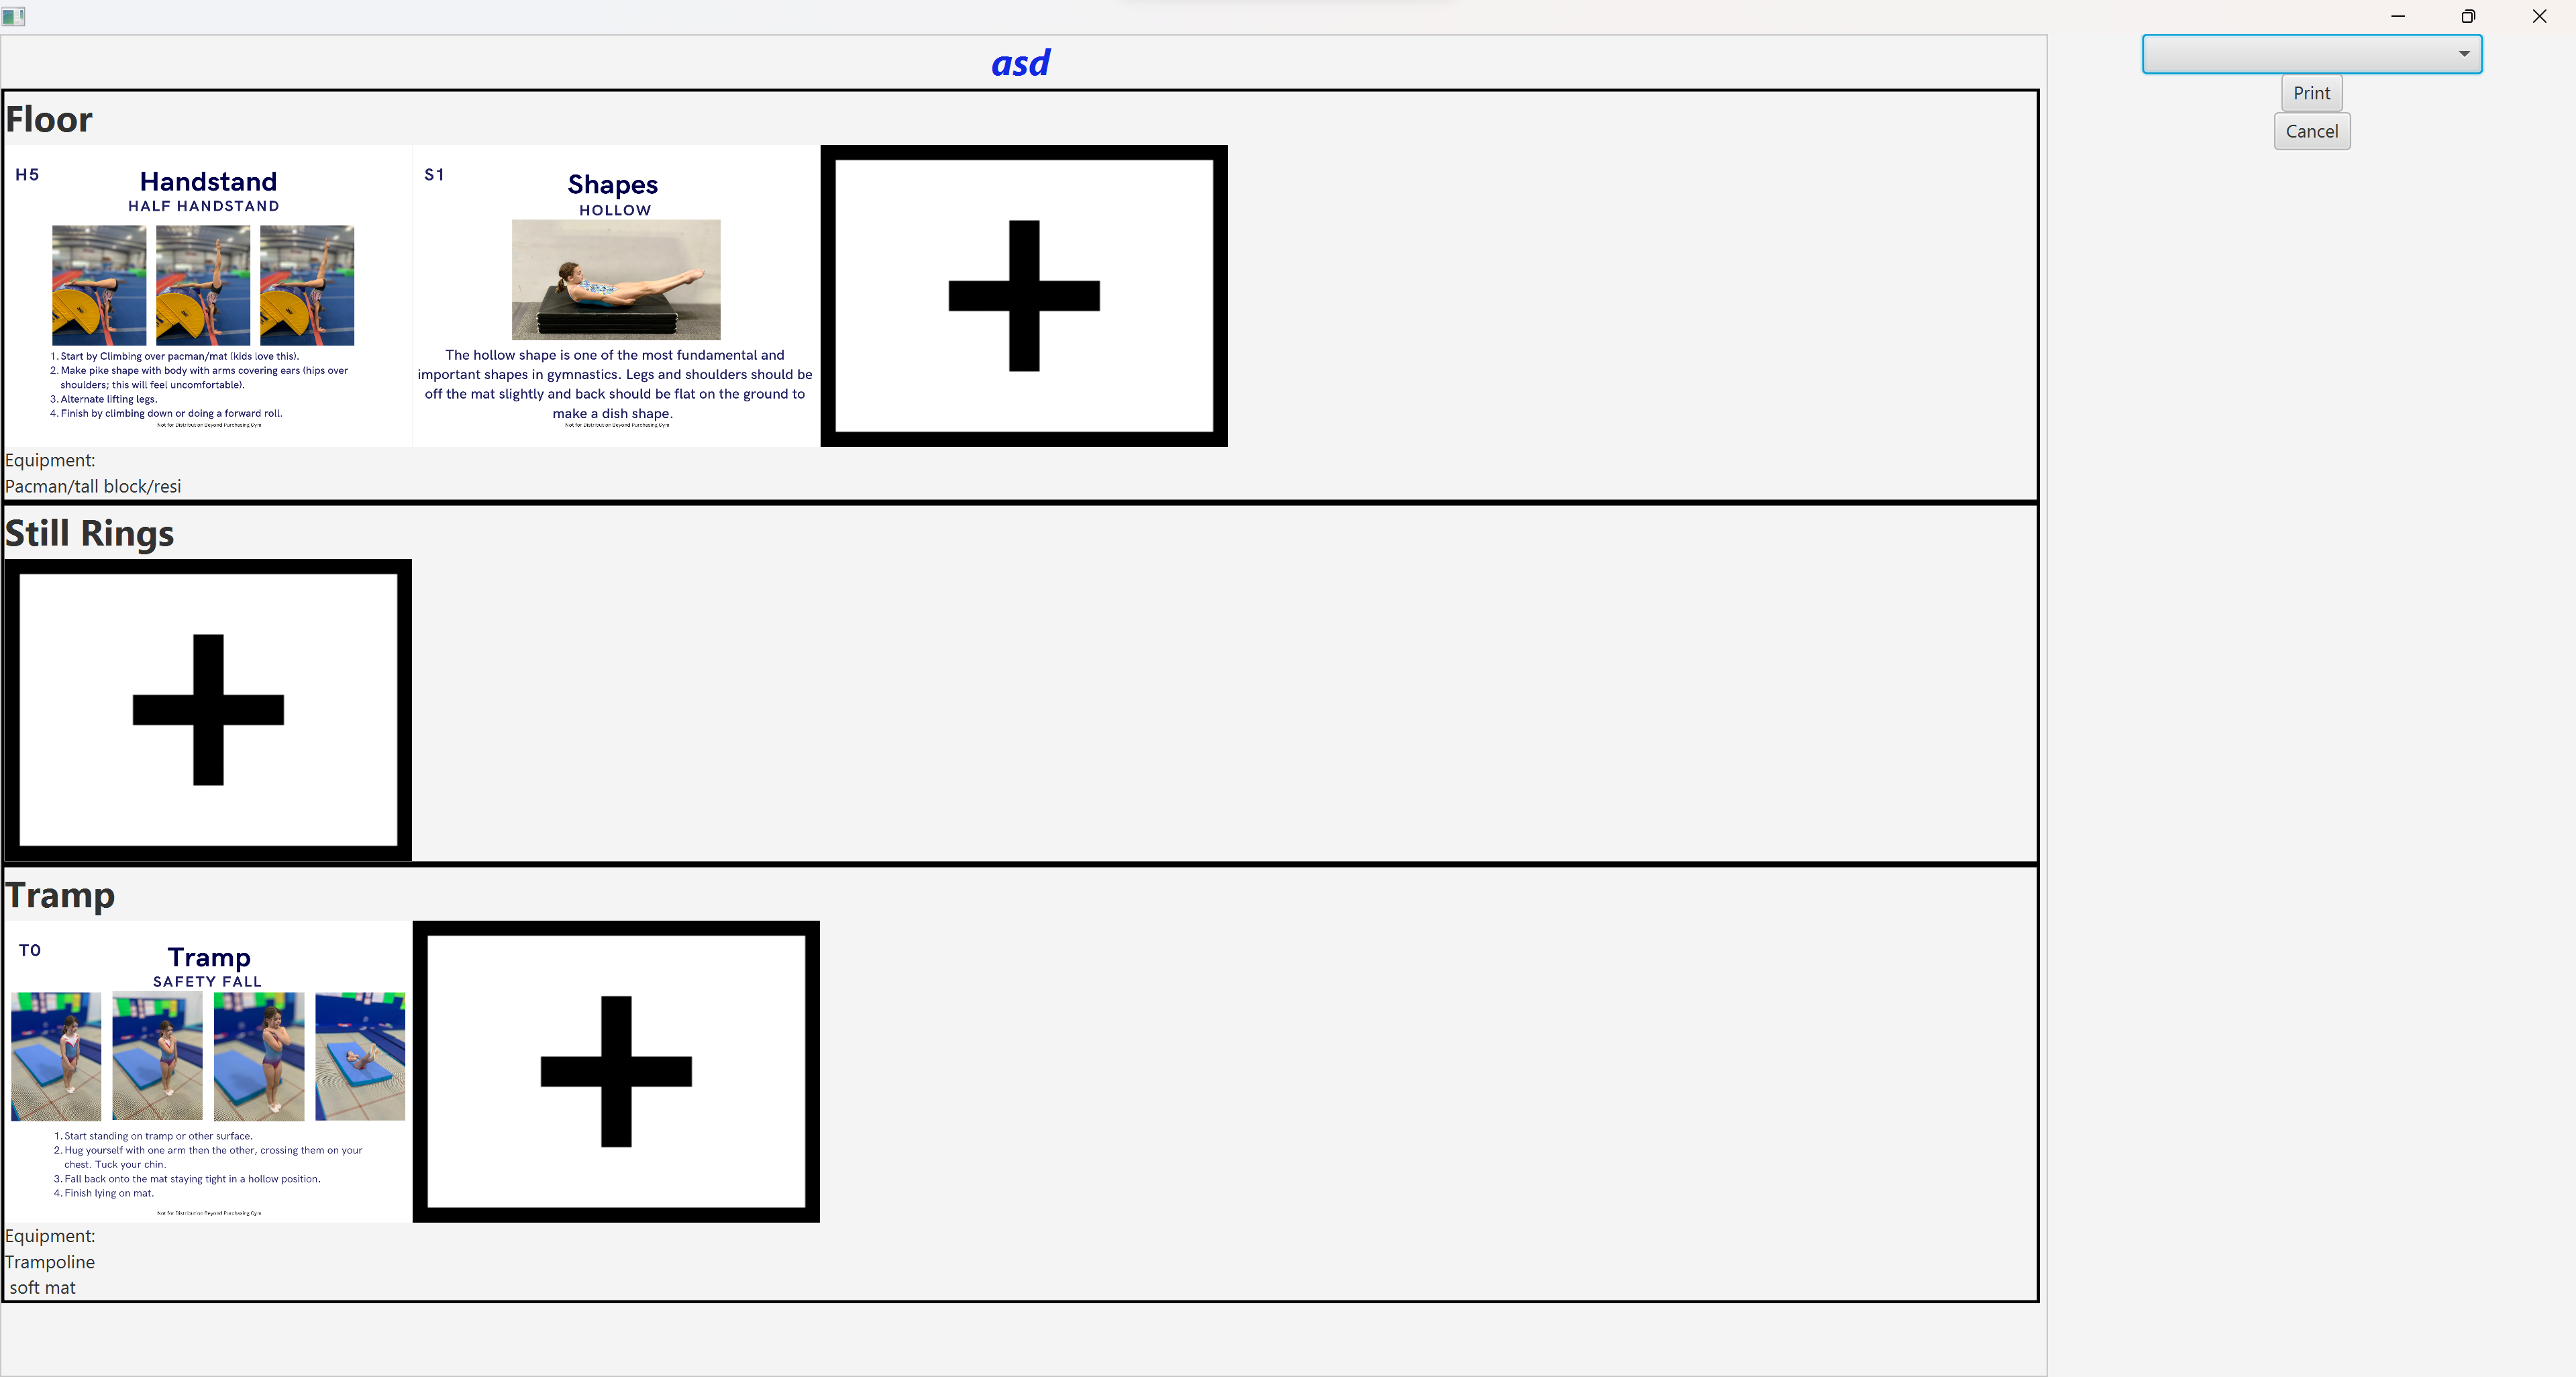 asd
Print
Cancel
Floor
H5
Handstand
HALF HANDSTAND
1. Start by Climbing over pacman/mat (kids love this).
2. Make pike shape with body with arms covering ears (hips over
shoulders; this will feel uncomfortable).
3. Alternate lifting legs.
4. Finish by climbing down or doing a forward roll.
Not for Distribution Beyond Purchasing Gym
S1
Shapes
HOLLOW
The hollow shape is one of the most fundamental and
important shapes in gymnastics. Legs and shoulders should be
off the mat slightly and back should be flat on the ground to
make a dish shape.
Not for Distribution Beyond Purchasing Gym
Equipment:
Pacman/tall block/resi
Still Rings
Tramp
T0
Tramp
SAFETY FALL
1. Start standing on tramp or other surface.
2. Hug yourself with one arm then the other, crossing them on your
chest. Tuck your chin.
3. Fall back onto the mat staying tight in a hollow position.
4. Finish lying on mat.
Not for Distribution Beyond Purchasing Gym
Equipment:
Trampoline
soft mat